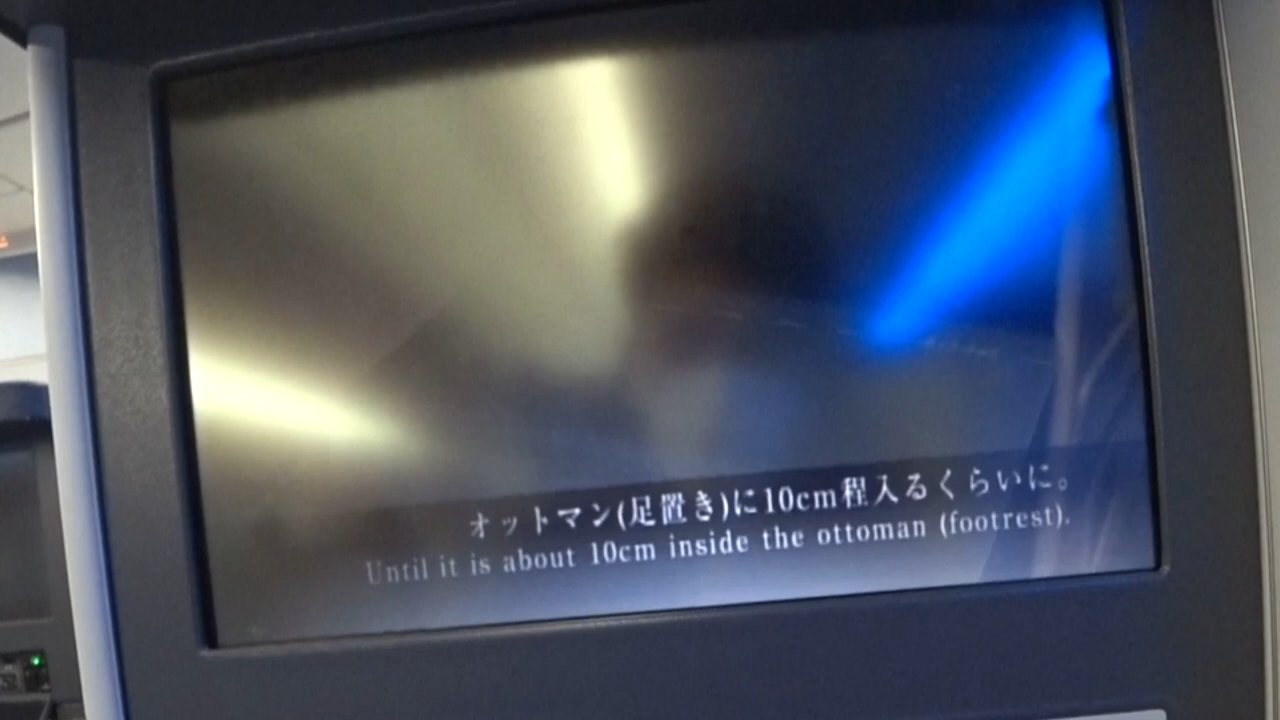 オットマン(足置き)に10cm程入るくらいに。
Until it is about 10cm inside the ottoman (footrest).